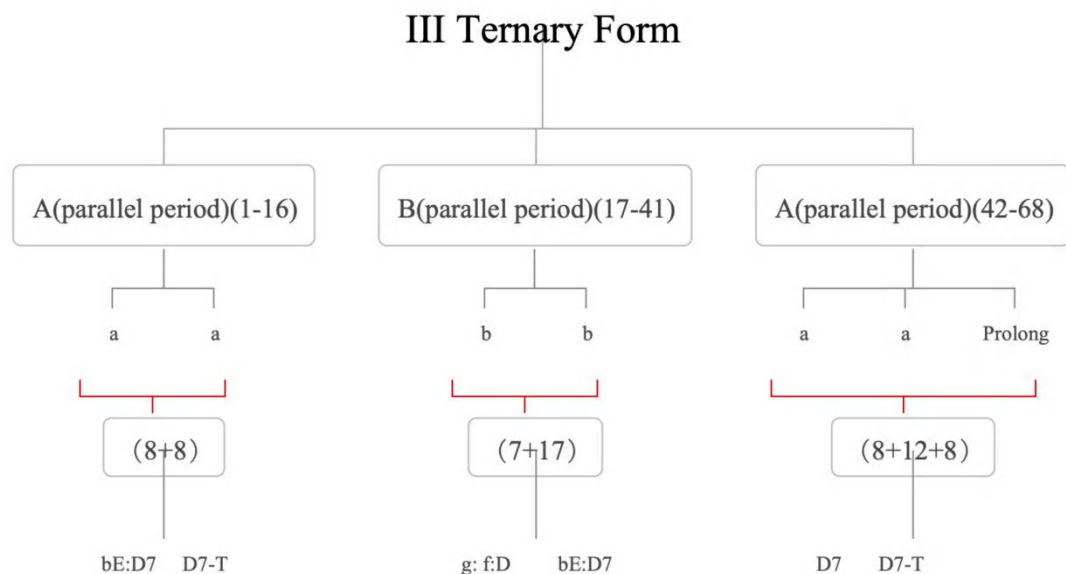 III Ternary Form
A(parallel period)(1-16) B(parallel period)(17-41) A(parallel period)(42-68)
a a b b a a Prolong
(8+8) (7+17) (8+12+8)
bE:D7 D7-T g: f:D bE:D7 D7 D7-T